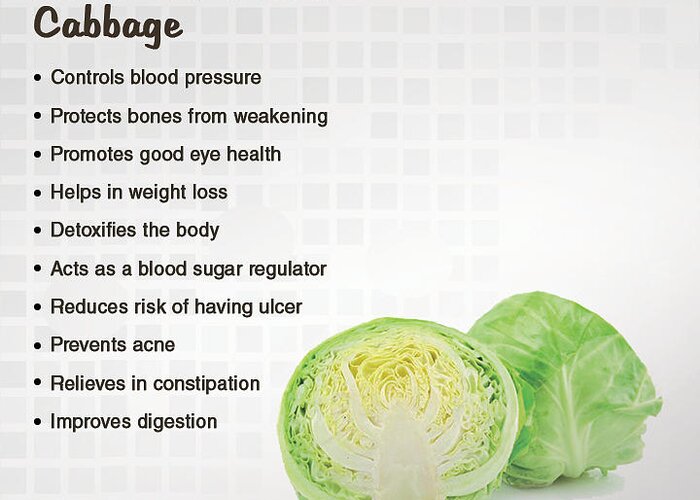 Cabbage
• Controls blood pressure
• Protects bones from weakening
• Promotes good eye health
• Helps in weight loss
• Detoxifies the body
• Acts as a blood sugar regulator
• Reduces risk of having ulcer
• Prevents acne
• Relieves in constipation
• Improves digestion